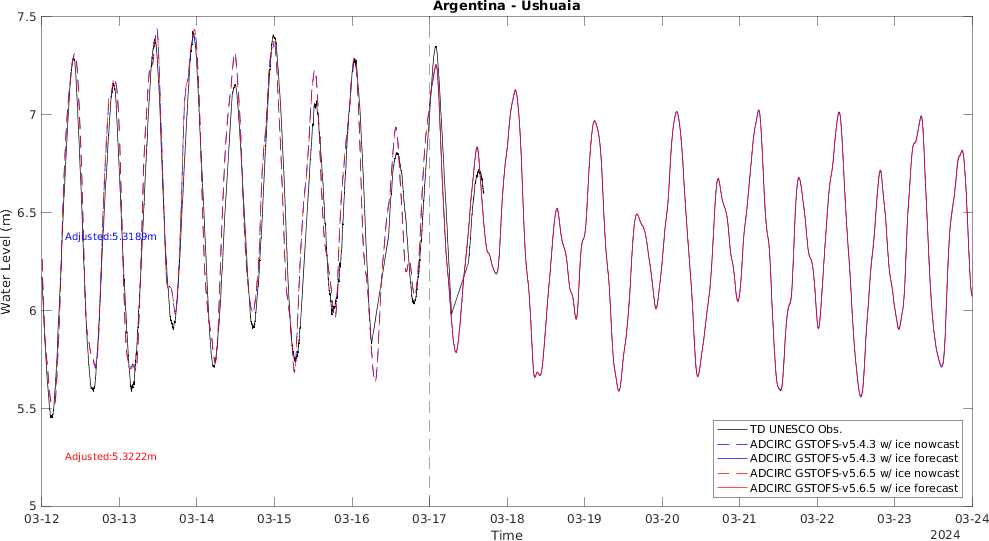 Argentina - Ushuaia
7.5
7
6.5
6
5.5
5
Water Level (m)
Adjusted:5.3189m
Adjusted:5.3222m
TD UNESCO Obs.
ADCIRC GSTOFS-v5.4.3 w/ ice nowcast
ADCIRC GSTOFS-v5.4.3 w/ ice forecast
ADCIRC GSTOFS-v5.6.5 w/ ice nowcast
ADCIRC GSTOFS-v5.6.5 w/ ice forecast
03-12 03-13 03-14 03-15 03-16 03-17 03-18 03-19 03-20 03-21 03-22 03-23 03-24
Time
2024